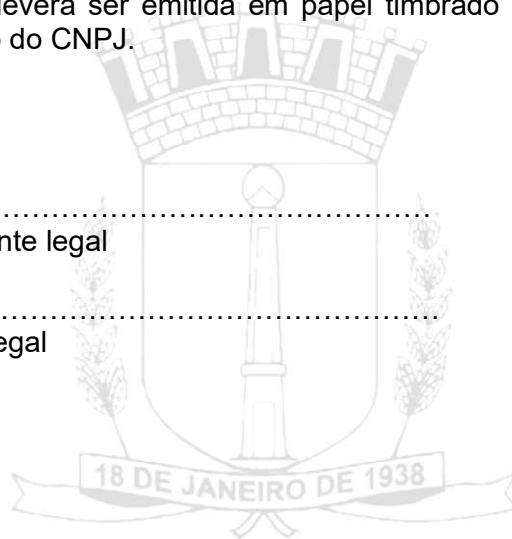 deverá ser emitida em papel timbrado
do CNPJ.
……………………………………………….
nte legal
……………………………………………….
egal
18 DE JANEIRO DE 1938